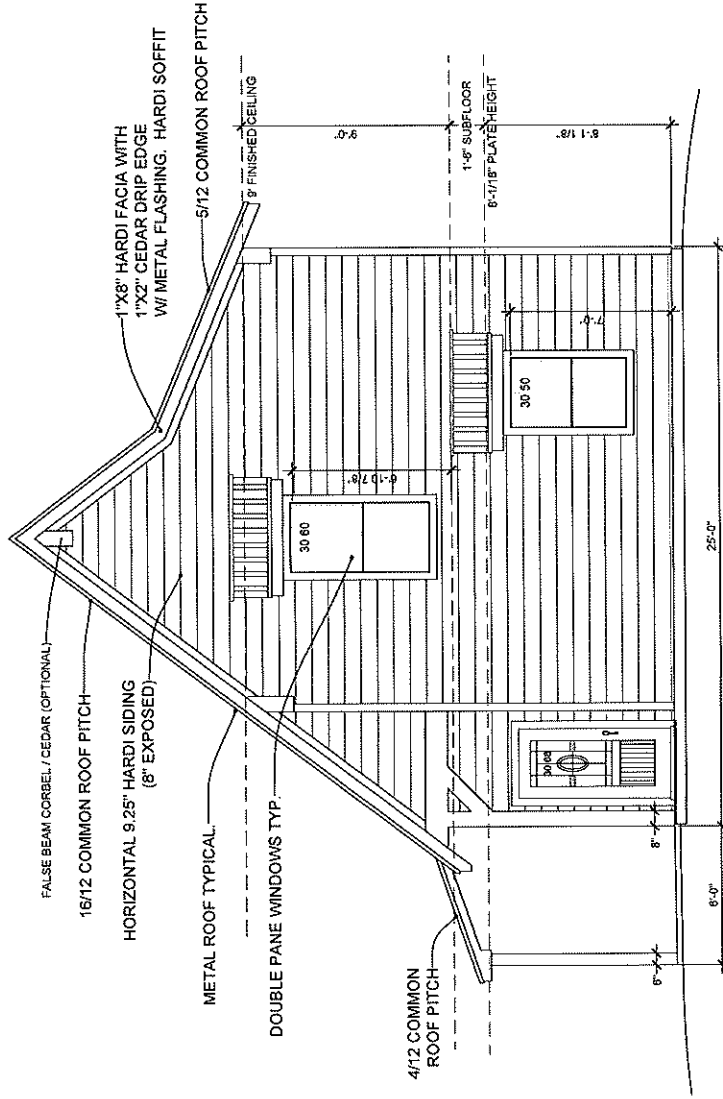 FALSE BEAM CORBEL / CEDAR (OPTIONAL)
16/12 COMMON ROOF PITCH
HORIZONTAL 9.25" HARDI SIDING
(8" EXPOSED)
METAL ROOF TYPICAL.
DOUBLE PANE WINDOWS TYP.
4/12 COMMON
ROOF PITCH
1"X8" HARDI FACIA WITH
1"X2" CEDAR DRIP EDGE
W/ METAL FLASHING. HARDI SOFFIT
5/12 COMMON ROOF PITCH
9' FINISHED CEILING
9'-0"
1'-6" SUBFLOOR
8'-1/16" PLATE HEIGHT
8'-1 1/8"
30 60
6'-10 7/8"
30 50
7'-0"
30 68
6"
8"
6'-0"
25'-0"